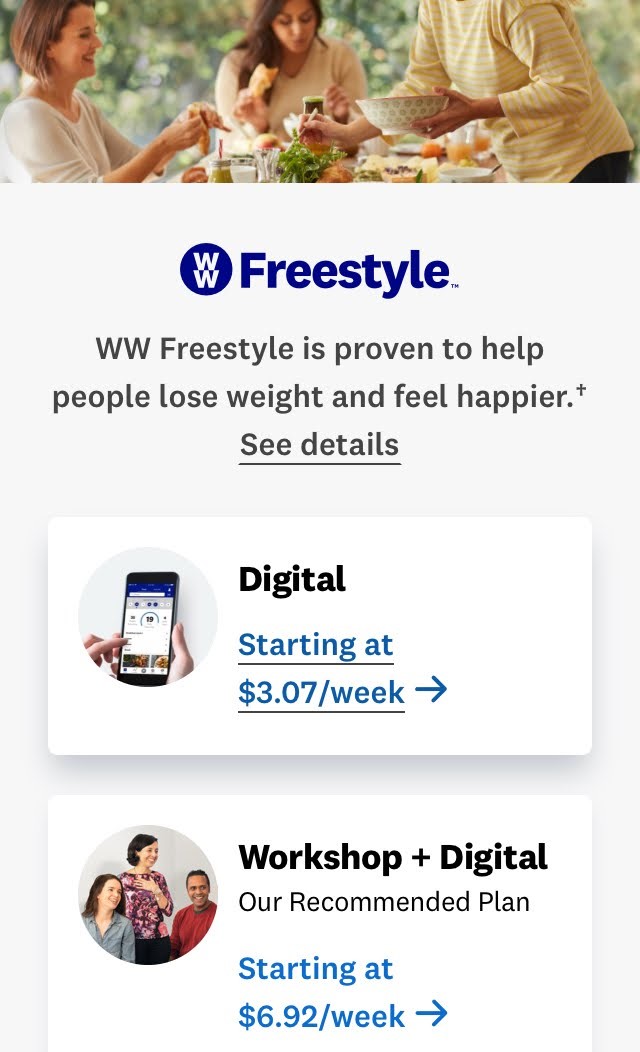 WW Freestyle™
WW Freestyle is proven to help
people lose weight and feel happier.†
See details
Digital
Starting at
$3.07/week →
Workshop + Digital
Our Recommended Plan
Starting at
$6.92/week →